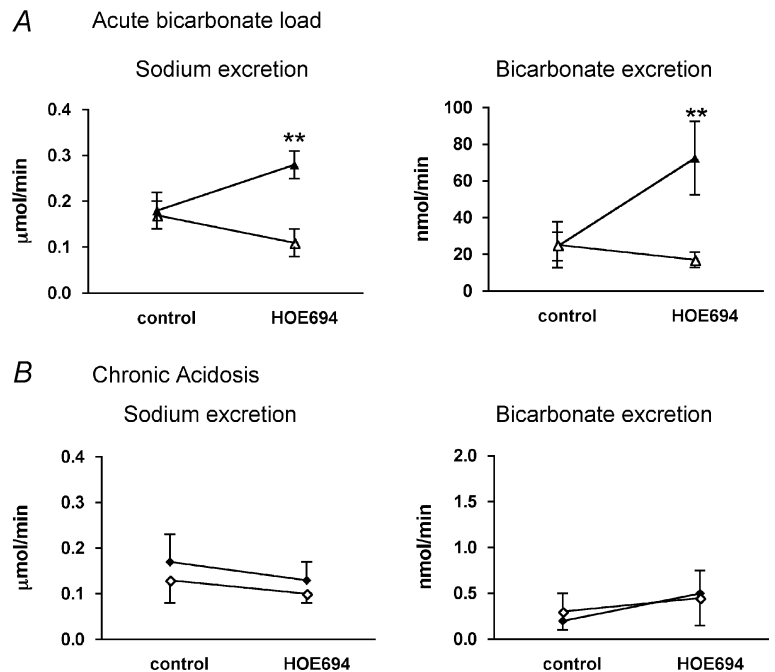 A Acute bicarbonate load
Sodium excretion
0.4
0.3
0.2
0.1
0.0
μmol/min
**
control HOE694
Bicarbonate excretion
100
80
60
40
20
0
nmol/min
**
control HOE694
B Chronic Acidosis
Sodium excretion
0.4
0.3
0.2
0.1
0.0
μmol/min
control HOE694
Bicarbonate excretion
2.0
1.5
1.0
0.5
0.0
nmol/min
control HOE694